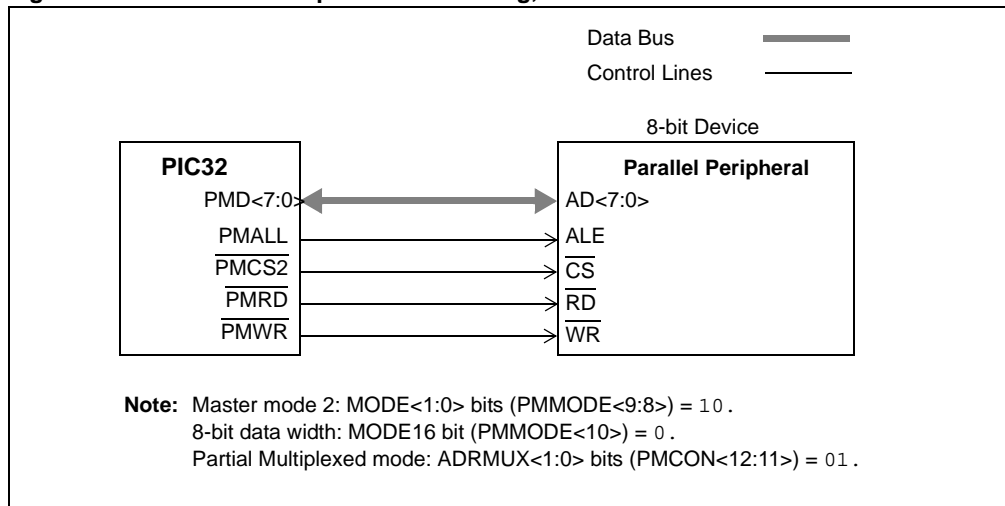 Data Bus
Control Lines
8-bit Device
PIC32
Parallel Peripheral
PMD<7:0>
AD<7:0>
PMALL
ALE
PMCS2
CS
PMRD
RD
PMWR
WR
Note: Master mode 2: MODE<1:0> bits (PMMODE<9:8>) = 10.
8-bit data width: MODE16 bit (PMMODE<10>) = 0.
Partial Multiplexed mode: ADRMUX<1:0> bits (PMCON<12:11>) = 01.